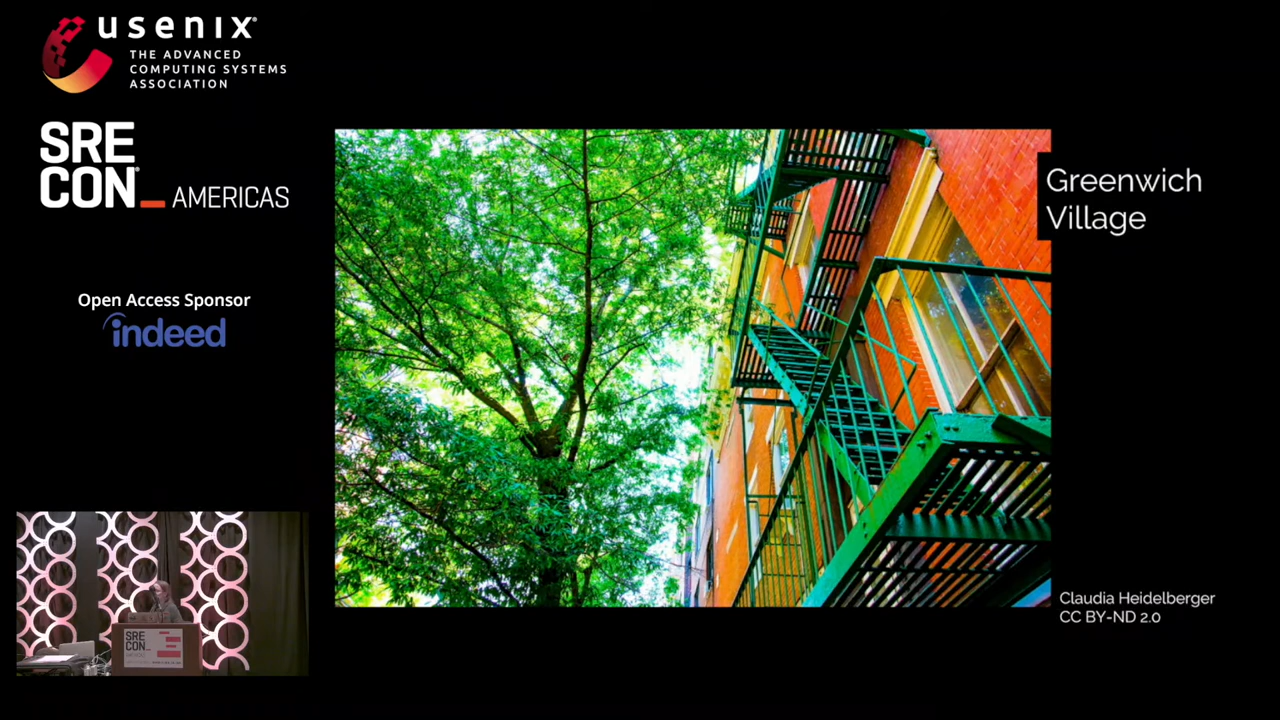 usenix
THE ADVANCED
COMPUTING SYSTEMS
ASSOCIATION
SRE
CON
AMERICAS
Open Access Sponsor
indeed
Greenwich
Village
Claudia Heidelberger
CC BY-ND 2.0
SRE
CON